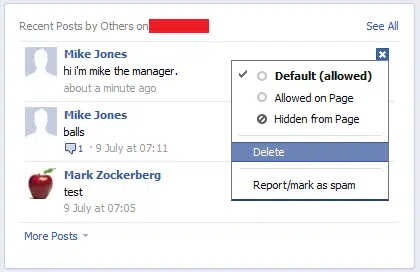 Recent Posts by Others on
See All
Mike Jones
hi i'm mike the manager.
about a minute ago
Default (allowed)
Allowed on Page
Hidden from Page
Delete
Report/mark as spam
Mike Jones
balls
1 · 9 July at 07:11
Mark Zockerberg
test
9 July at 07:05
More Posts